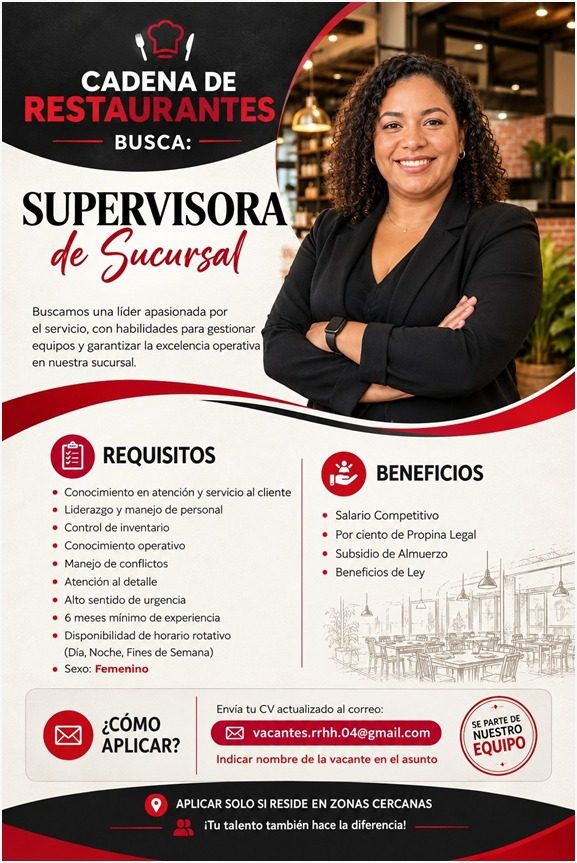 CADENA DE
RESTAURANTES
BUSCA:
SUPERVISORA
de Sucursal
Buscamos una líder apasionada por
el servicio, con habilidades para gestionar
equipos y garantizar la excelencia operativa
en nuestra sucursal.
REQUISITOS
• Conocimiento en atención y servicio al cliente
• Liderazgo y manejo de personal
• Control de inventario
• Conocimiento operativo
• Manejo de conflictos
• Atención al detalle
• Alto sentido de urgencia
• 6 meses mínimo de experiencia
• Disponibilidad de horario rotativo
(Día, Noche, Fines de Semana)
• Sexo: Femenino
BENEFICIOS
• Salario Competitivo
• Por ciento de Propina Legal
• Subsidio de Almuerzo
• Beneficios de Ley
¿CÓMO
APLICAR?
Envía tu CV actualizado al correo:
vacantes.rrhh.04@gmail.com
Indicar nombre de la vacante en el asunto
SE PARTE DE
NUESTRO
EQUIPO
APLICAR SOLO SI RESIDE EN ZONAS CERCANAS
¡Tu talento también hace la diferencia!